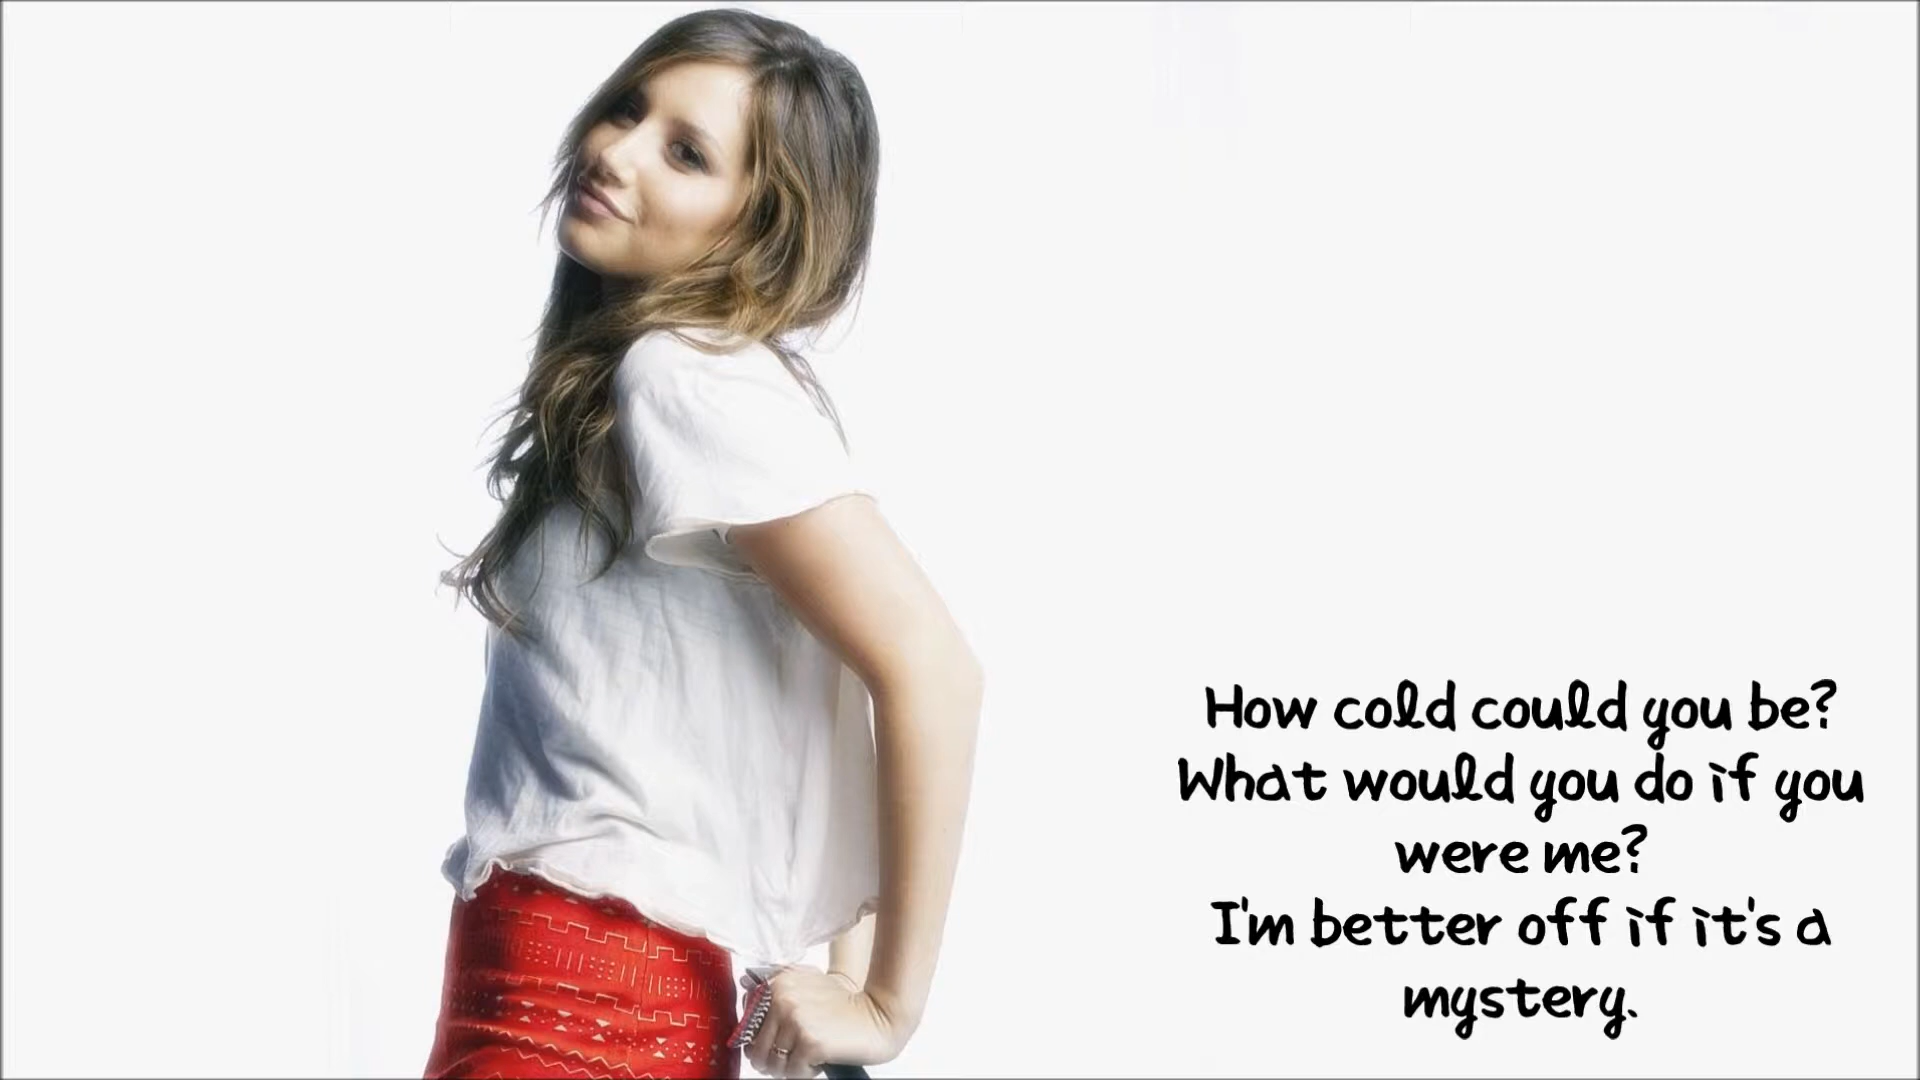 How cold could you be?
What would you do if you
were me?
I'm better off if it's a
mystery.